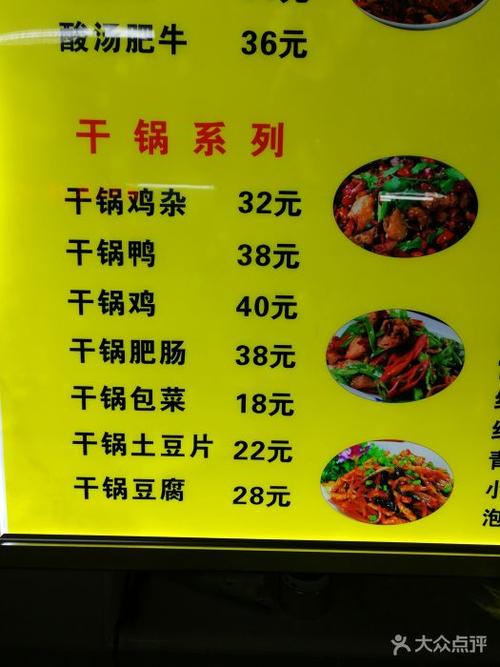 酸汤肥牛 36元
干锅系列
干锅鸡杂 32元
干锅鸭 38元
干锅鸡 40元
干锅肥肠 38元
干锅包菜 18元
干锅土豆片 22元
干锅豆腐 28元
青
小
泡
大众点评